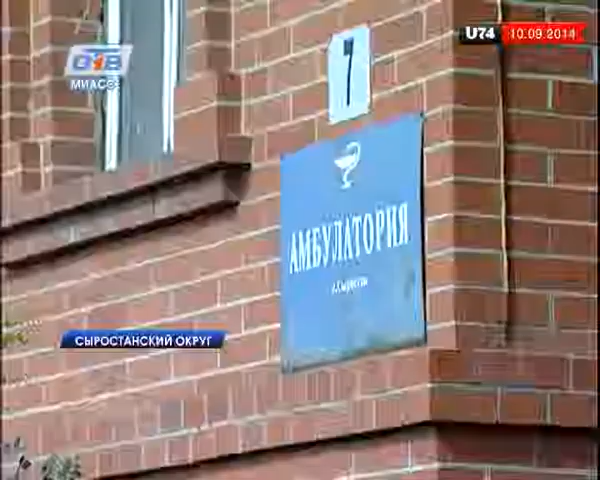 ОТВ
МИАСС
U74 10.09.2014
7
АМБУЛАТОРИЯ
СЫРОСТАНСКИЙ ОКРУГ